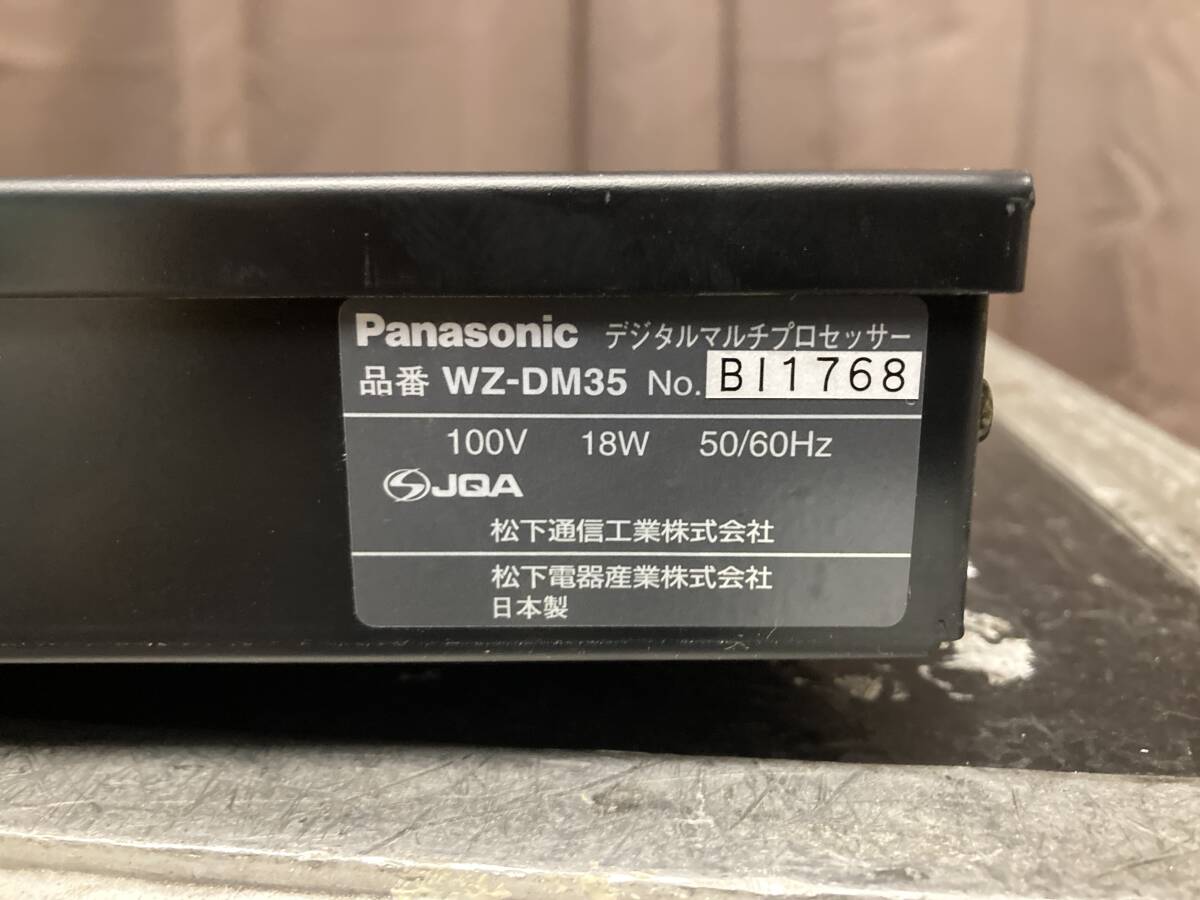 Panasonic デジタルマルチプロセッサー
品番 WZ-DM35 No. BI1768
100V 18W 50/60Hz
JQA
松下通信工業株式会社
松下電器産業株式会社
日本製